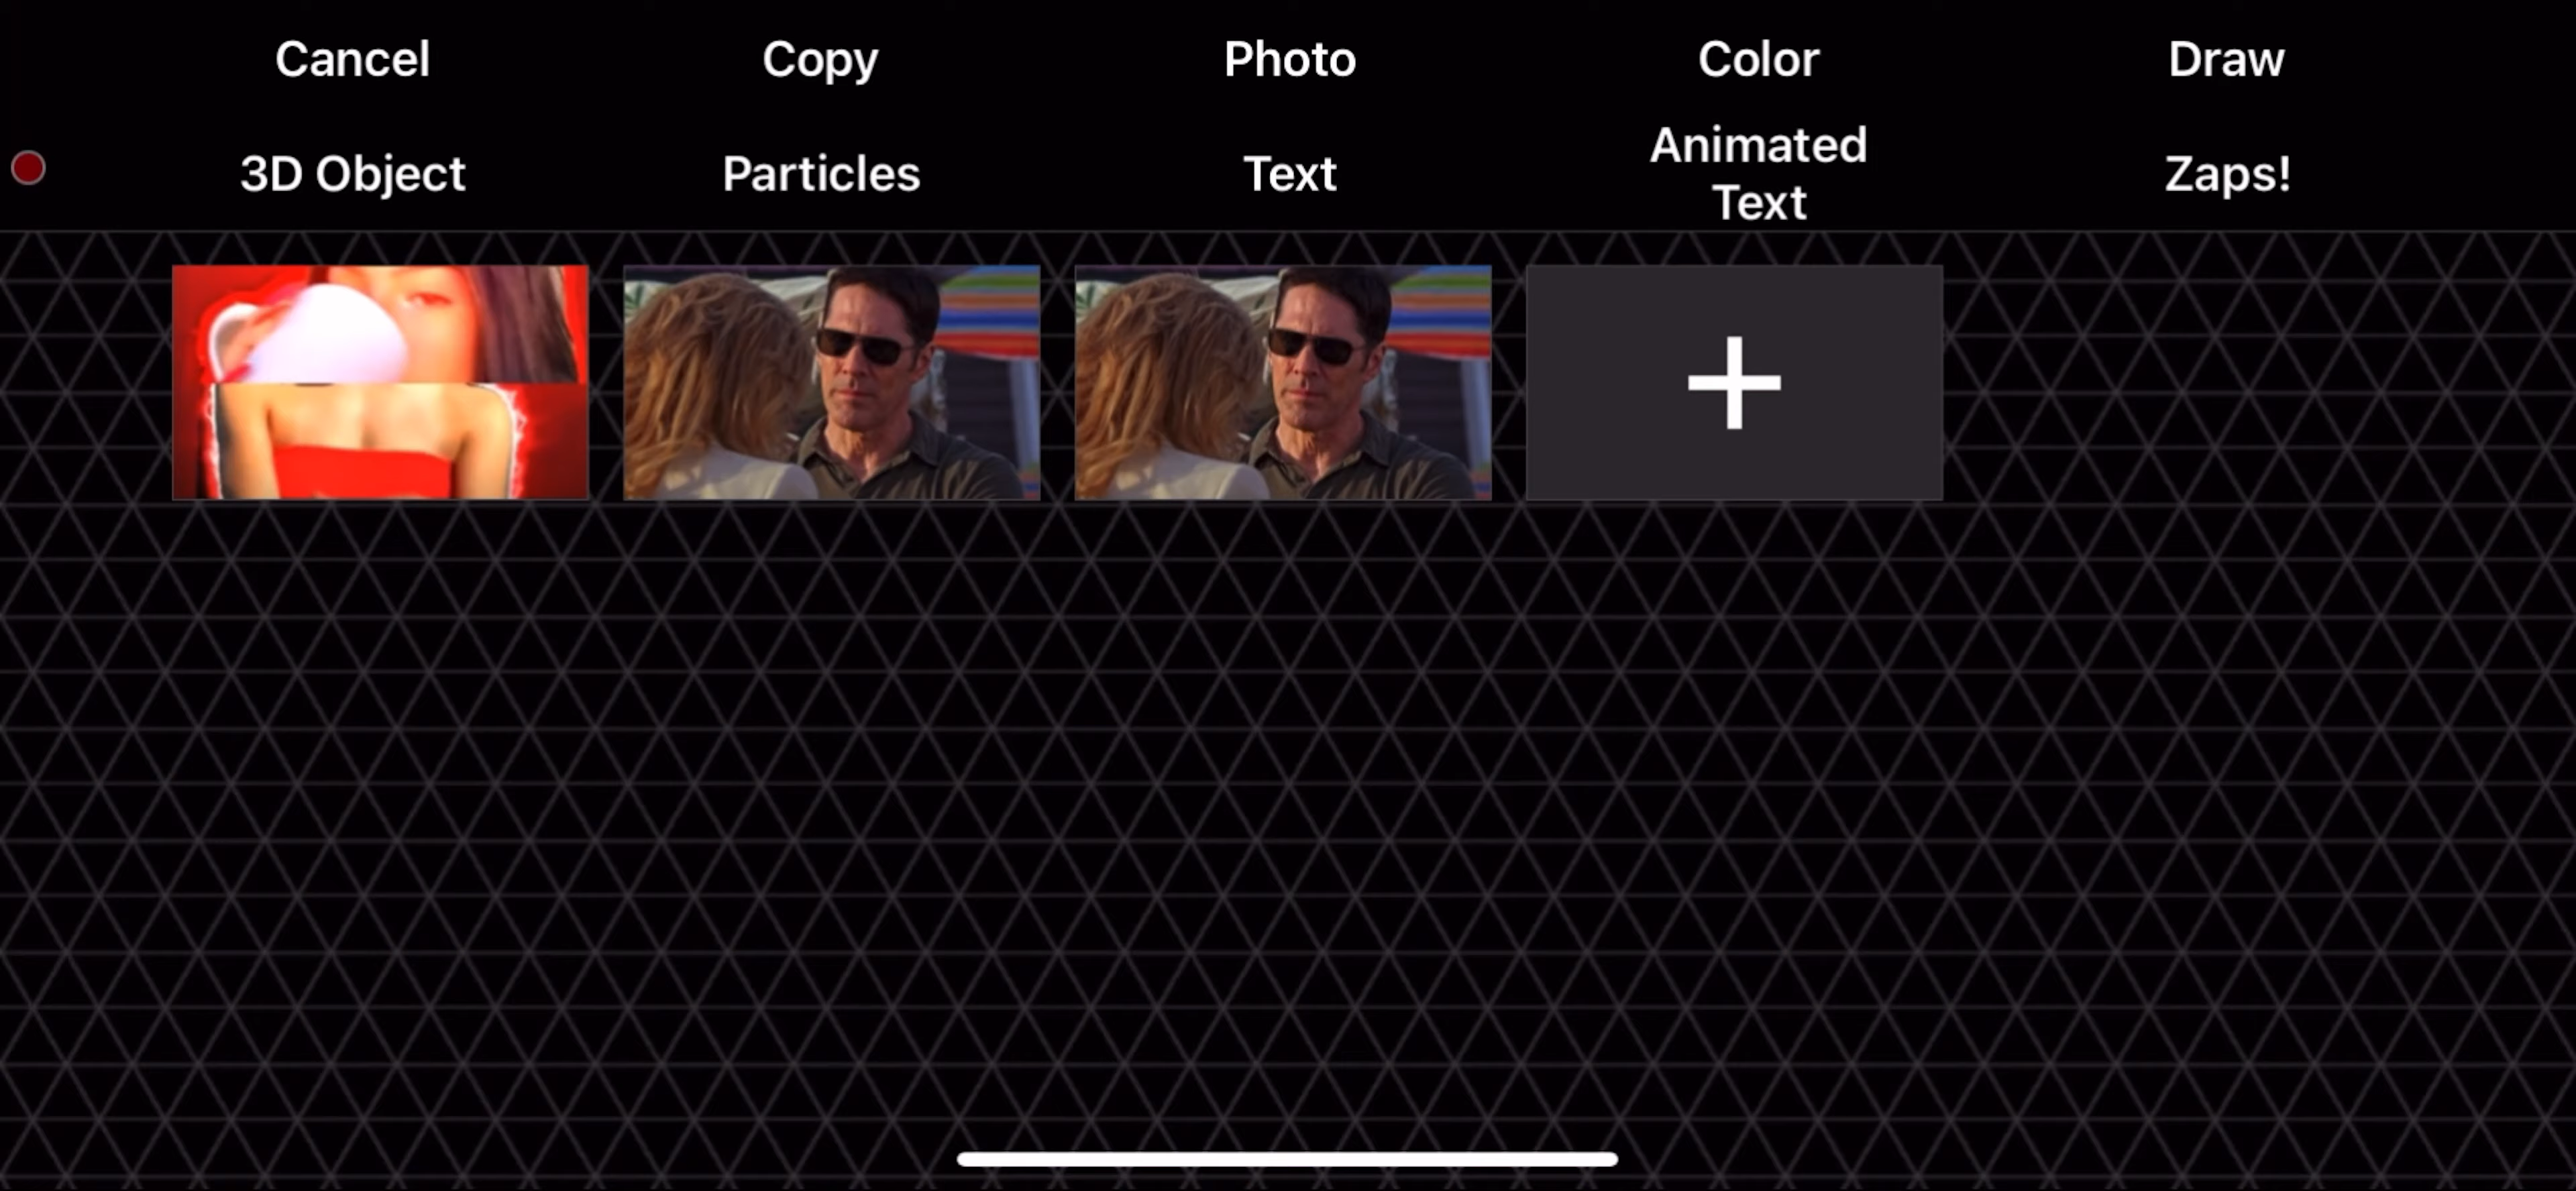 Cancel
Copy
Photo
Color
Draw
3D Object
Particles
Text
Animated
Text
Zaps!